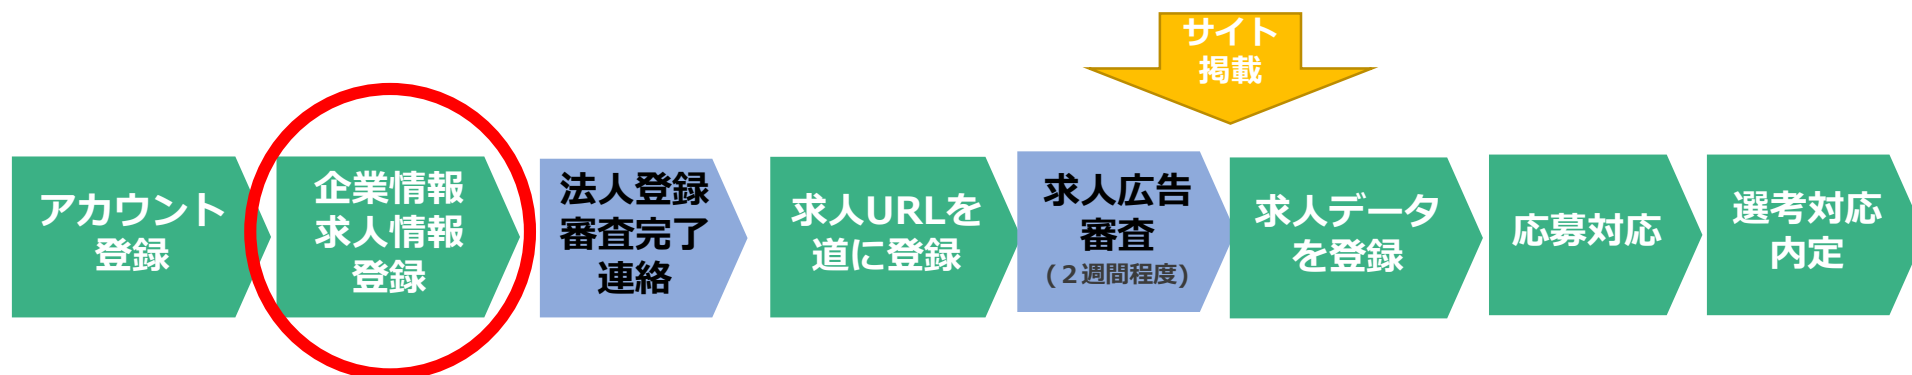 サイト
掲載
アカウント
登録
企業情報
求人情報
登録
法人登録
審査完了
連絡
求人URLを
道に登録
求人広告
審査
(２週間程度)
求人データ
を登録
応募対応
選考対応
内定